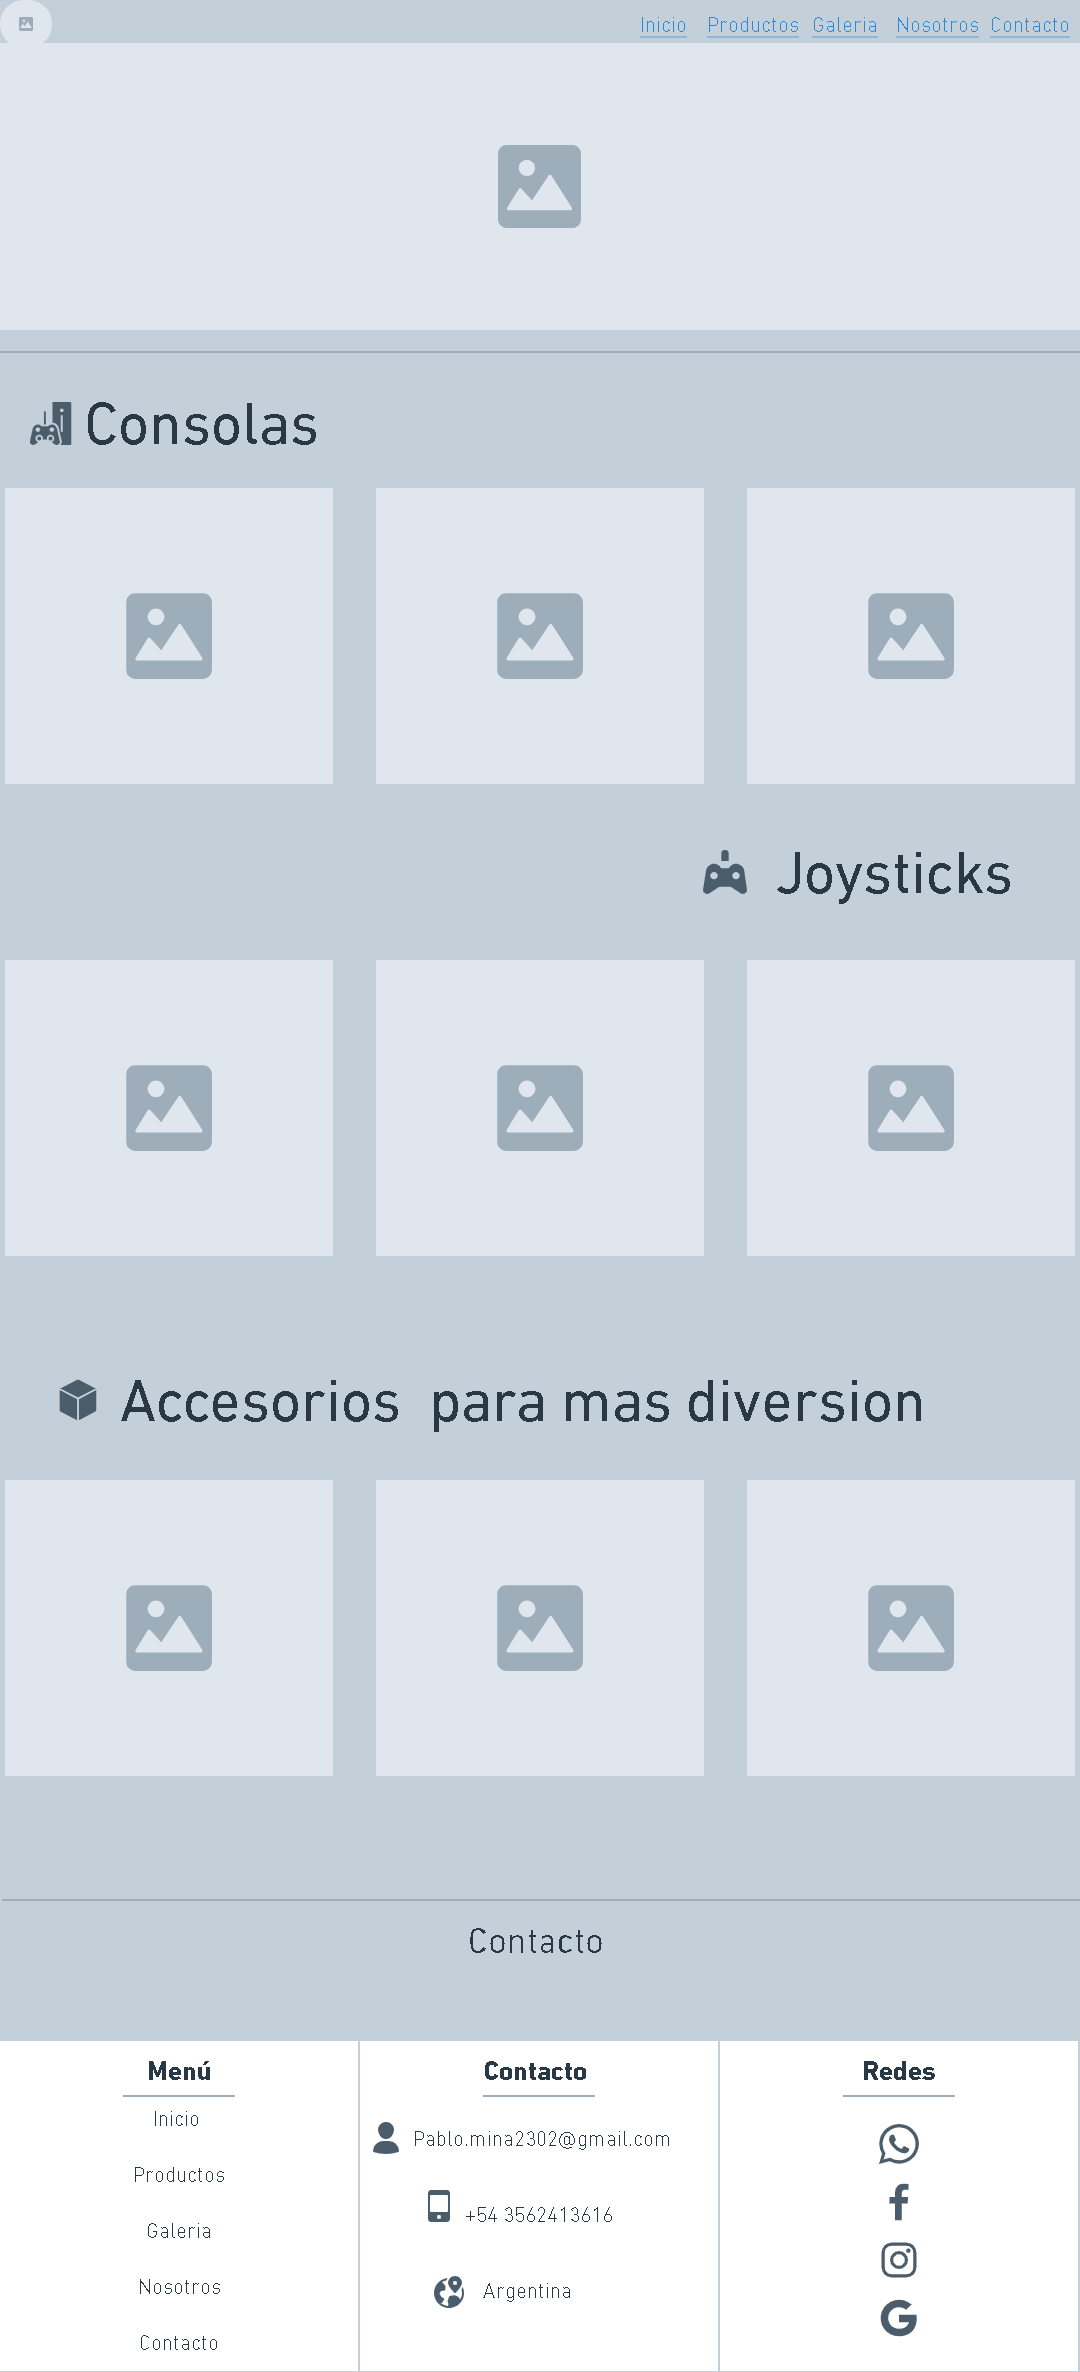 Inicio Productos Galeria Nosotros Contacto
Consolas
Joysticks
Accesorios para mas diversion
Contacto
Menú
Inicio
Productos
Galeria
Nosotros
Contacto
Contacto
Pablo.mina2302@gmail.com
+54 3562413616
Argentina
Redes